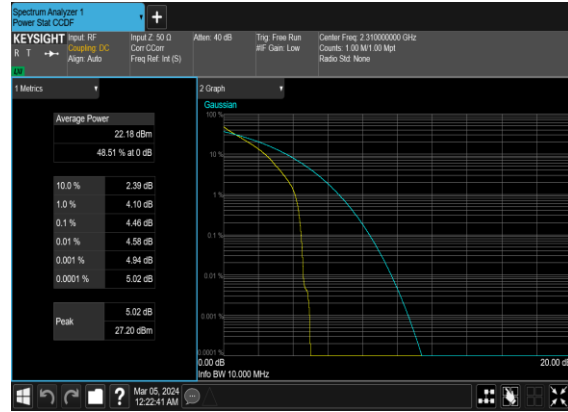 Spectrum Analyzer 1
Power Stat CCDF
KEYSIGHT
R T
LM
Input: RF
Coupling: DC
Align: Auto
Input Z: 50 Ω
Corr CCorr
Freq Ref: Int (S)
Atten: 40 dB
Trig: Free Run
#IF Gain: Low
Center Freq: 2.310000000 GHz
Counts: 1.00 M/1.00 Mpt
Radio Std: None
1 Metrics
Average Power
22.18 dBm
48.51 % at 0 dB
10.0 % 2.39 dB
1.0 % 4.10 dB
0.1 % 4.46 dB
0.01 % 4.58 dB
0.001 % 4.94 dB
0.0001 % 5.02 dB
Peak
5.02 dB
27.20 dBm
2 Graph
Gaussian
100 %
10 %
1 %
0.1 %
0.01 %
0.001 %
0.0001 %
0.00 dB 20.00 dB
Info BW 10.000 MHz
Mar 05, 2024
12:22:41 AM